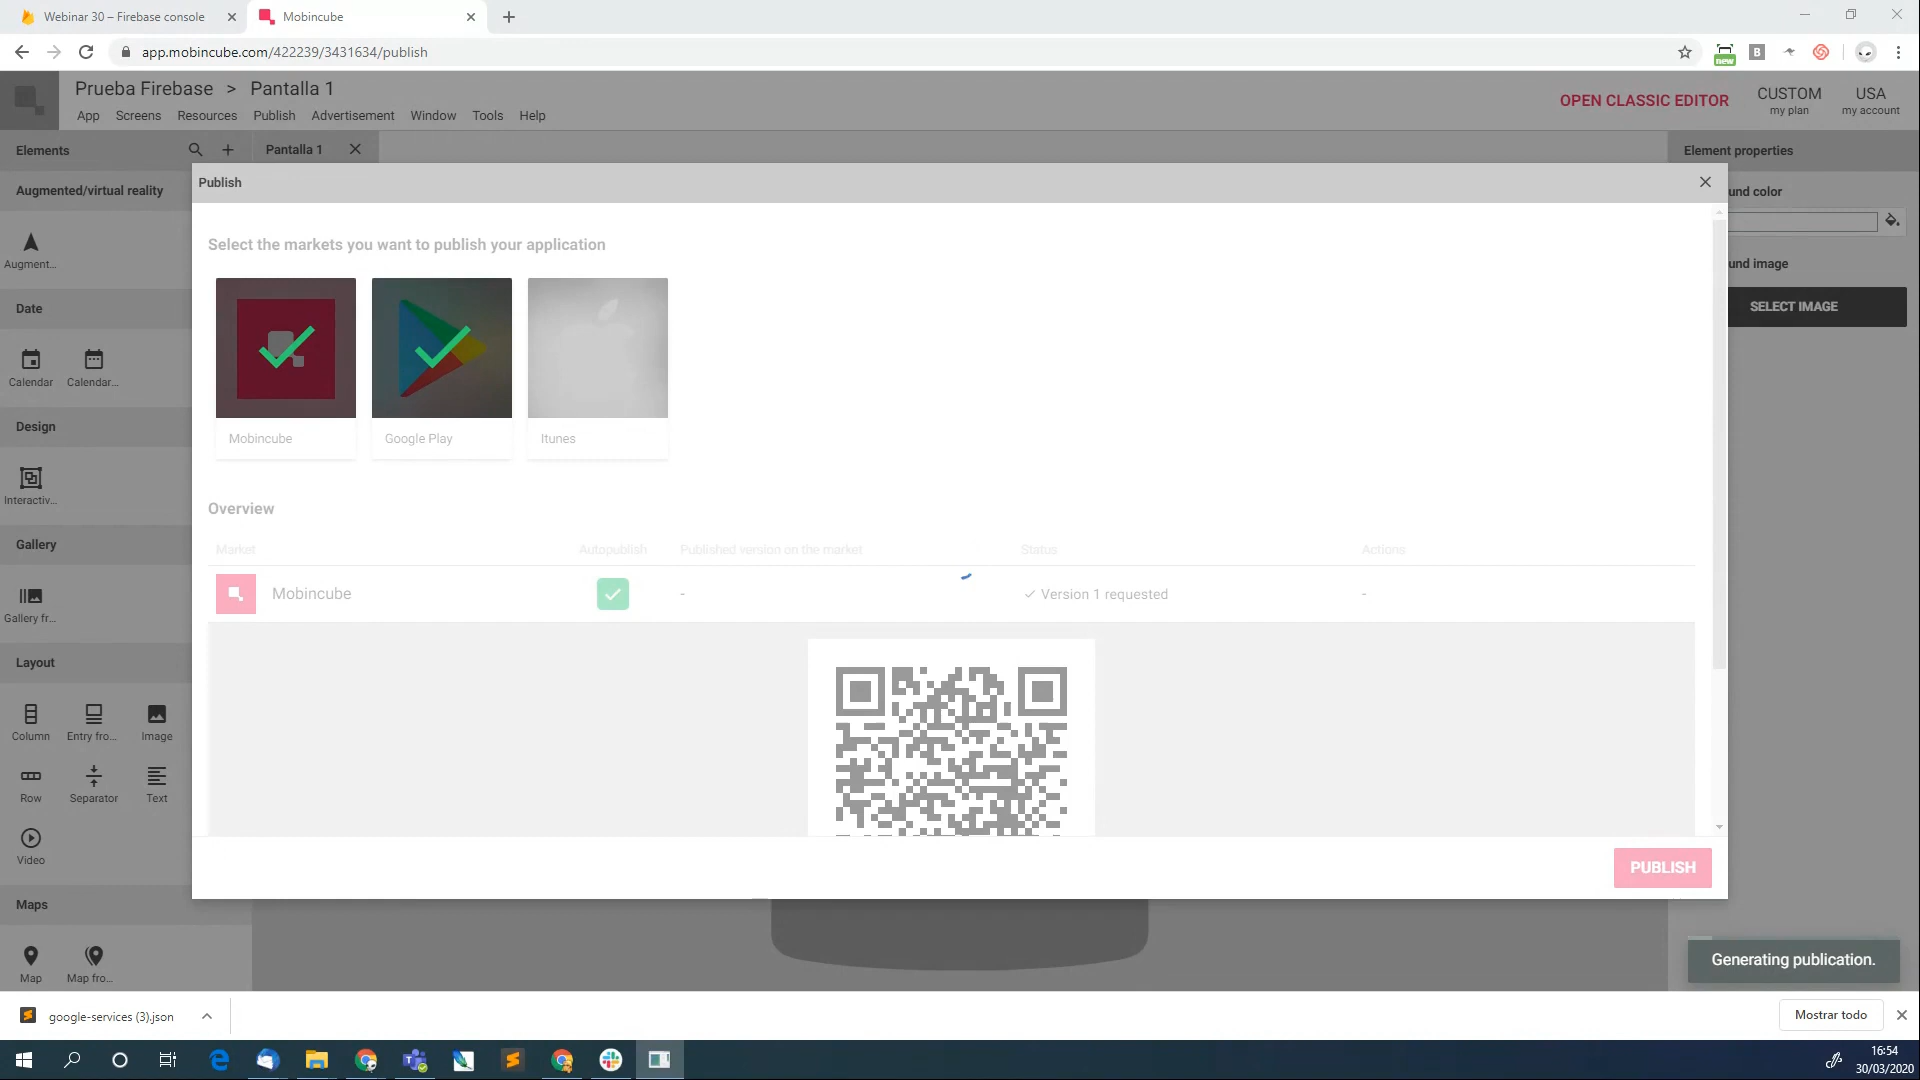 Webinar 30 – Firebase console
Mobincube
app.mobincube.com/422239/3431634/publish
new
B
Prueba Firebase > Pantalla 1
App Screens Resources Publish Advertisement Window Tools Help
OPEN CLASSIC EDITOR
CUSTOM
my plan
USA
my account
Elements
Pantalla 1
Element properties
Augmented/virtual reality
Augment...
Date
Calendar Calendar...
Design
Interactiv...
Gallery
Gallery fr...
Layout
Column Entry fro... Image
Row Separator Text
Video
Maps
Map Map fro...
Publish
Select the markets you want to publish your application
Mobincube Google Play Itunes
Overview
Market Autopublish Published version on the market Status Actions
Mobincube - Version 1 requested -
PUBLISH
und color
und image
SELECT IMAGE
Generating publication.
google-services (3).json
Mostrar todo
16:54
30/03/2020